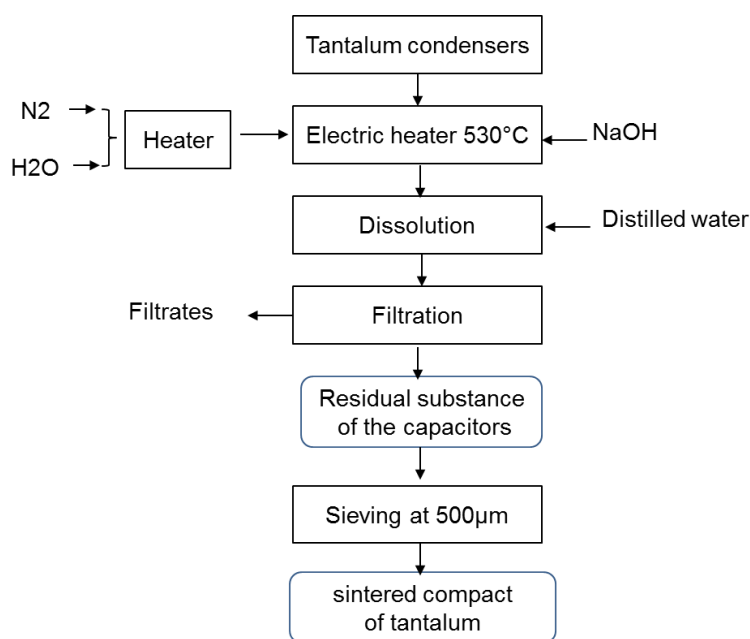 Tantalum condensers
N2
H2O
Heater
Electric heater 530°C
NaOH
Dissolution
Distilled water
Filtrates
Filtration
Residual substance
of the capacitors
Sieving at 500µm
sintered compact
of tantalum